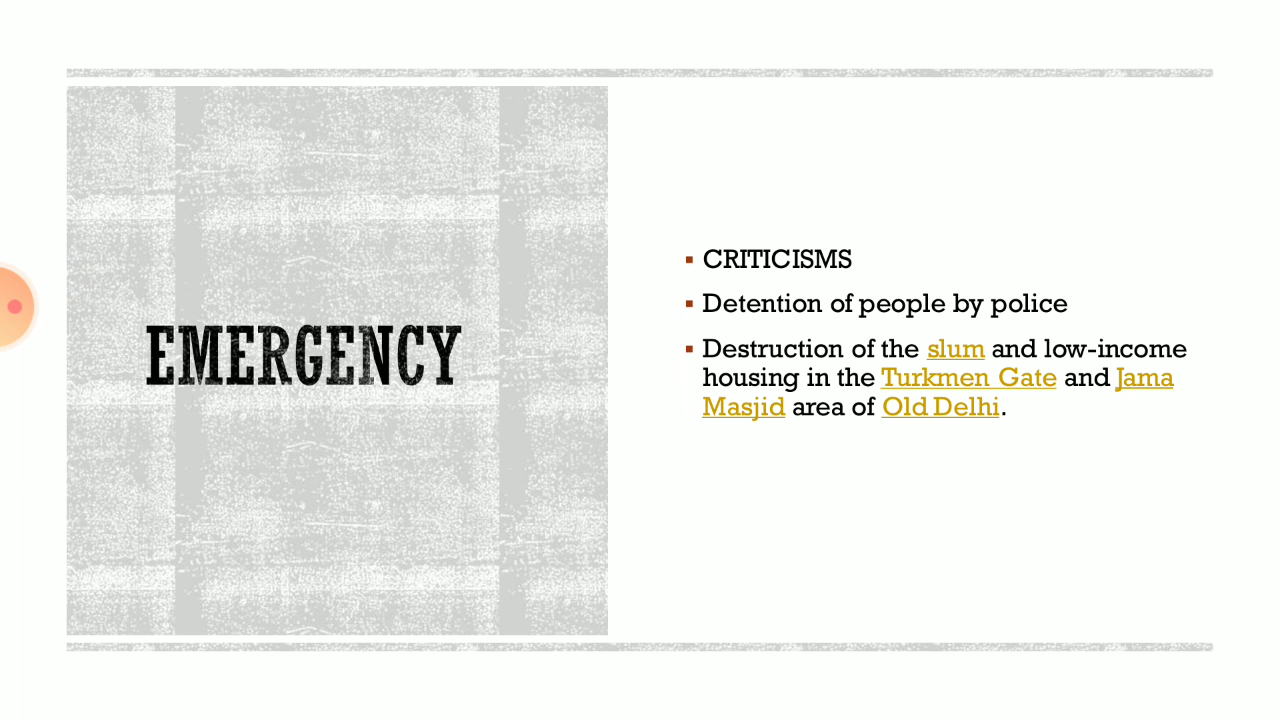 EMERGENCY
▪ CRITICISMS
▪ Detention of people by police
▪ Destruction of the slum and low-income
housing in the Turkmen Gate and Jama
Masjid area of Old Delhi.